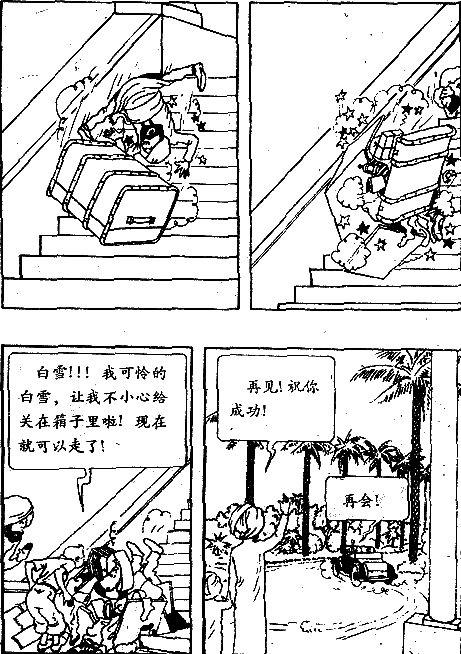 白雪!!! 我可怜的
白雪，让我不小心给
关在箱子里啦! 现在
就可以走了!
再见! 祝你
成功!
再会!